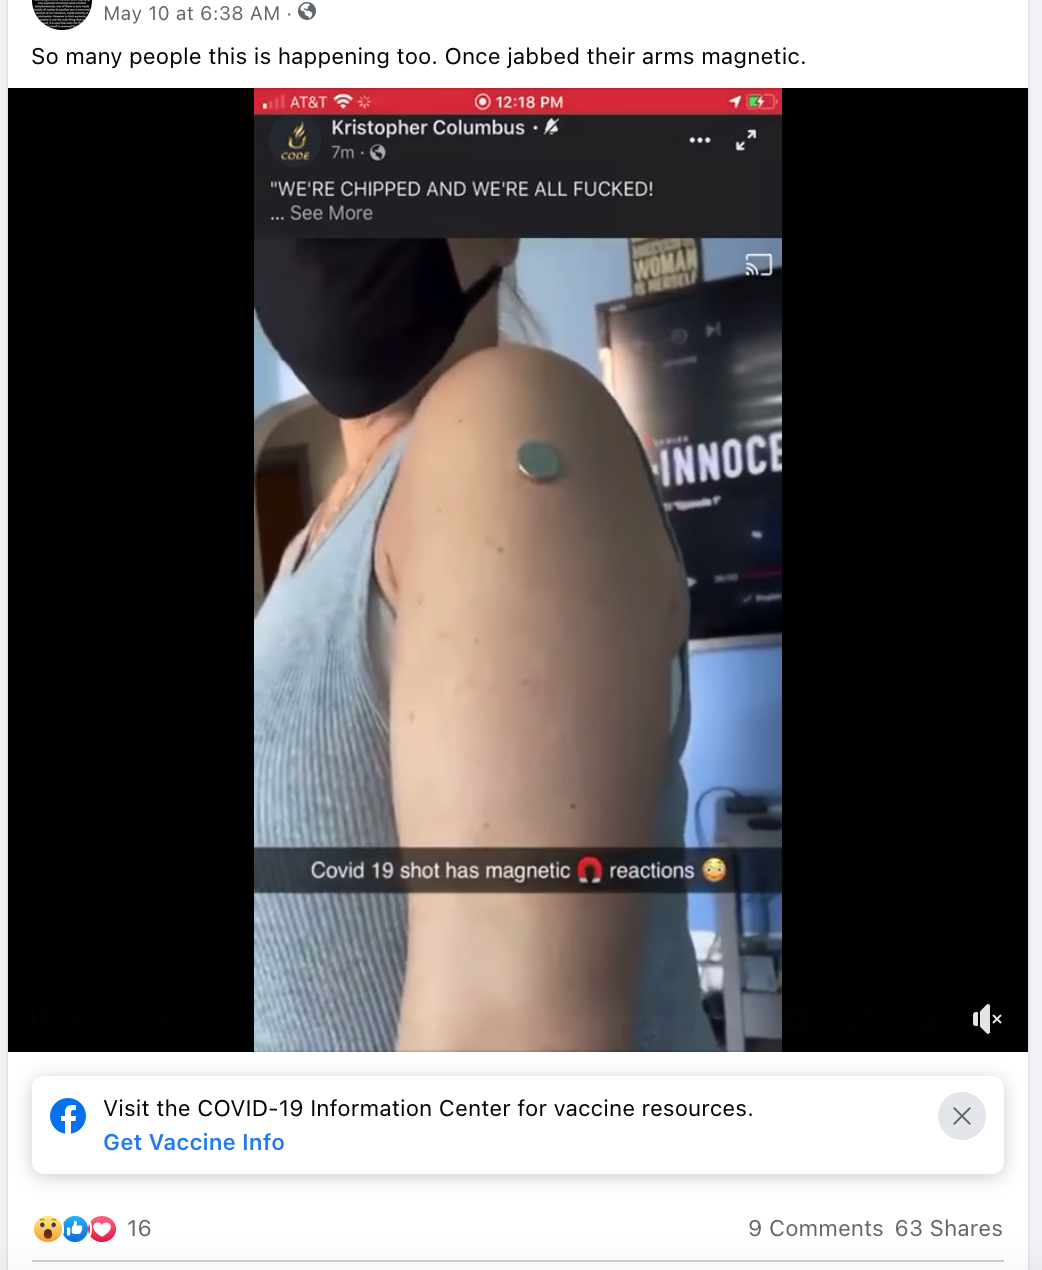 May 10 at 6:38 AM ·
So many people this is happening too. Once jabbed their arms magnetic.
AT&T
12:18 PM
CODE
Kristopher Columbus ·
7m ·
"WE'RE CHIPPED AND WE'RE ALL FUCKED!
... See More
WOMAN
IS HERSELF
INNOCE
Covid 19 shot has magnetic reactions
Visit the COVID-19 Information Center for vaccine resources.
Get Vaccine Info
16
9 Comments 63 Shares